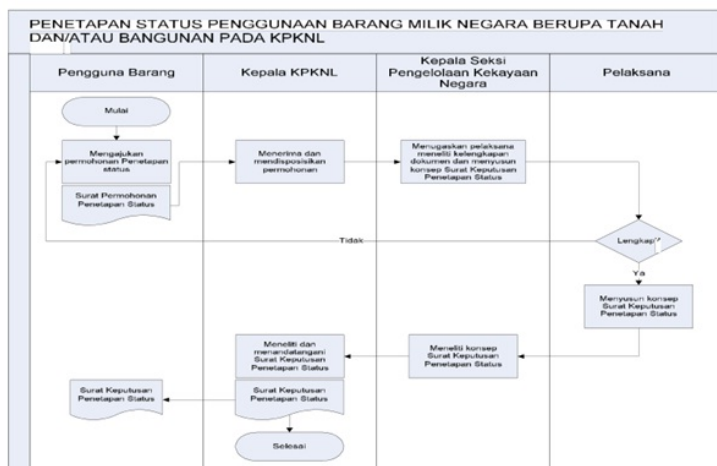 PENETAPAN STATUS PENGGUNAAN BARANG MILIK NEGARA BERUPA TANAH
DAN/ATAU BANGUNAN PADA KPKNL
Pengguna Barang
Kepala KPKNL
Kepala Seksi
Pengelolaan Kekayaan
Negara
Pelaksana
Mulai
Mengajukan
permohonan Penetapan
status
Surat Permohonan
Penetapan Status
Menerima dan
mendisposisikan
permohonan
Menugaskan pelaksana
meneliti kelengkapan
dokumen dan menyusun
konsep Surat Keputusan
Penetapan Status
Tidak
Lengkap?
Ya
Menyusun konsep
Surat Keputusan
Penetapan Status
Meneliti konsep
Surat Keputusan
Penetapan Status
Meneliti dan
menandatangani
Surat Keputusan
Penetapan Status
Surat Keputusan
Penetapan Status
Surat Keputusan
Penetapan Status
Selesai